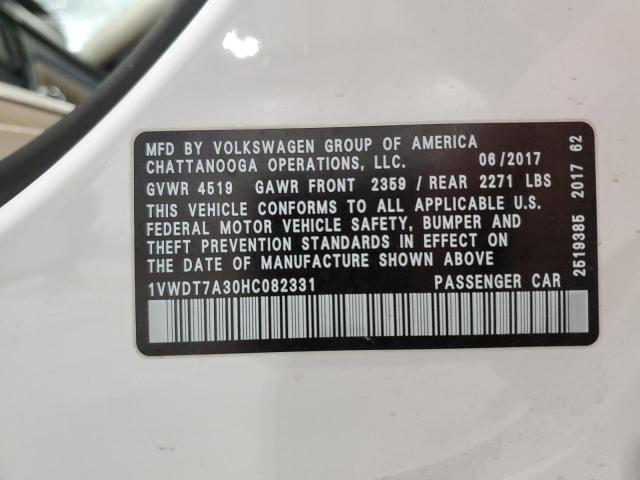 MFD BY VOLKSWAGEN GROUP OF AMERICA
CHATTANOOGA OPERATIONS, LLC. 06/2017
GVWR 4519 GAWR FRONT 2359 / REAR 2271 LBS
THIS VEHICLE CONFORMS TO ALL APPLICABLE U.S.
FEDERAL MOTOR VEHICLE SAFETY, BUMPER AND
THEFT PREVENTION STANDARDS IN EFFECT ON
THE DATE OF MANUFACTURE SHOWN ABOVE
1VWDT7A30HC082331 PASSENGER CAR
2519385 2017 62